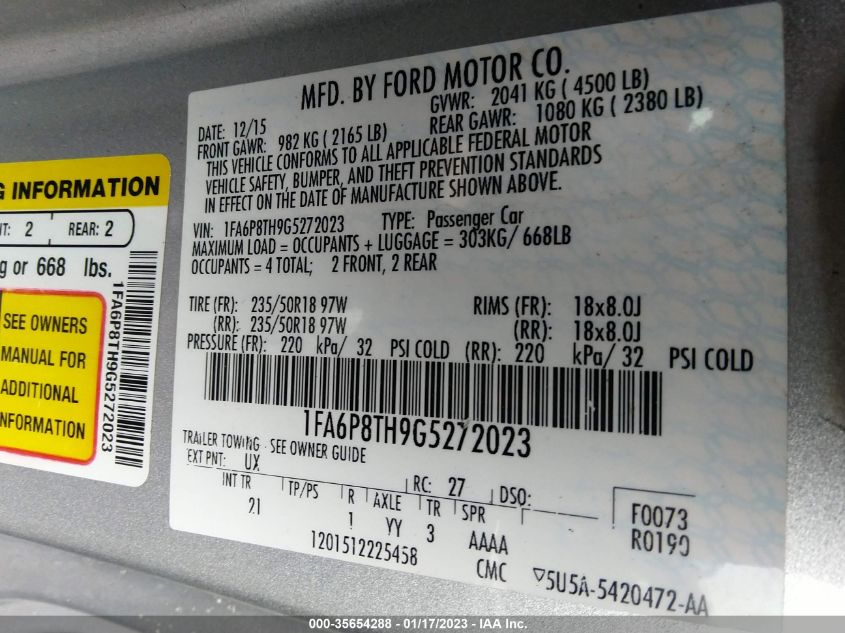 MFD. BY FORD MOTOR CO.
DATE: 12/15 GVWR: 2041 KG ( 4500 LB)
FRONT GAWR: 982 KG ( 2165 LB) REAR GAWR: 1080 KG ( 2380 LB)
THIS VEHICLE CONFORMS TO ALL APPLICABLE FEDERAL MOTOR
VEHICLE SAFETY, BUMPER, AND THEFT PREVENTION STANDARDS
IN EFFECT ON THE DATE OF MANUFACTURE SHOWN ABOVE.
VIN: 1FA6P8TH9G5272023 TYPE: Passenger Car
MAXIMUM LOAD = OCCUPANTS + LUGGAGE = 303KG/ 668LB
OCCUPANTS = 4 TOTAL; 2 FRONT, 2 REAR
TIRE (FR): 235/50R18 97W RIMS (FR): 18x8.0J
(RR): 235/50R18 97W (RR): 18x8.0J
PRESSURE (FR): 220 kPa/ 32 PSI COLD (RR): 220 kPa/ 32 PSI COLD
1FA6P8TH9G5272023
TRAILER TOWING - SEE OWNER GUIDE
EXT PNT: UX RC: 27 DSO:
INT TR TP/PS R AXLE TR SPR F0073
21 1 YY 3 AAAA R0190
1201512225458 CMC ▽5U5A-5420472-AA
G INFORMATION
NT: 2 REAR: 2
g or 668 lbs.
SEE OWNERS
MANUAL FOR
ADDITIONAL
INFORMATION
1FA6P8TH9G5272023
000-35654288 - 01/17/2023 - IAA Inc.